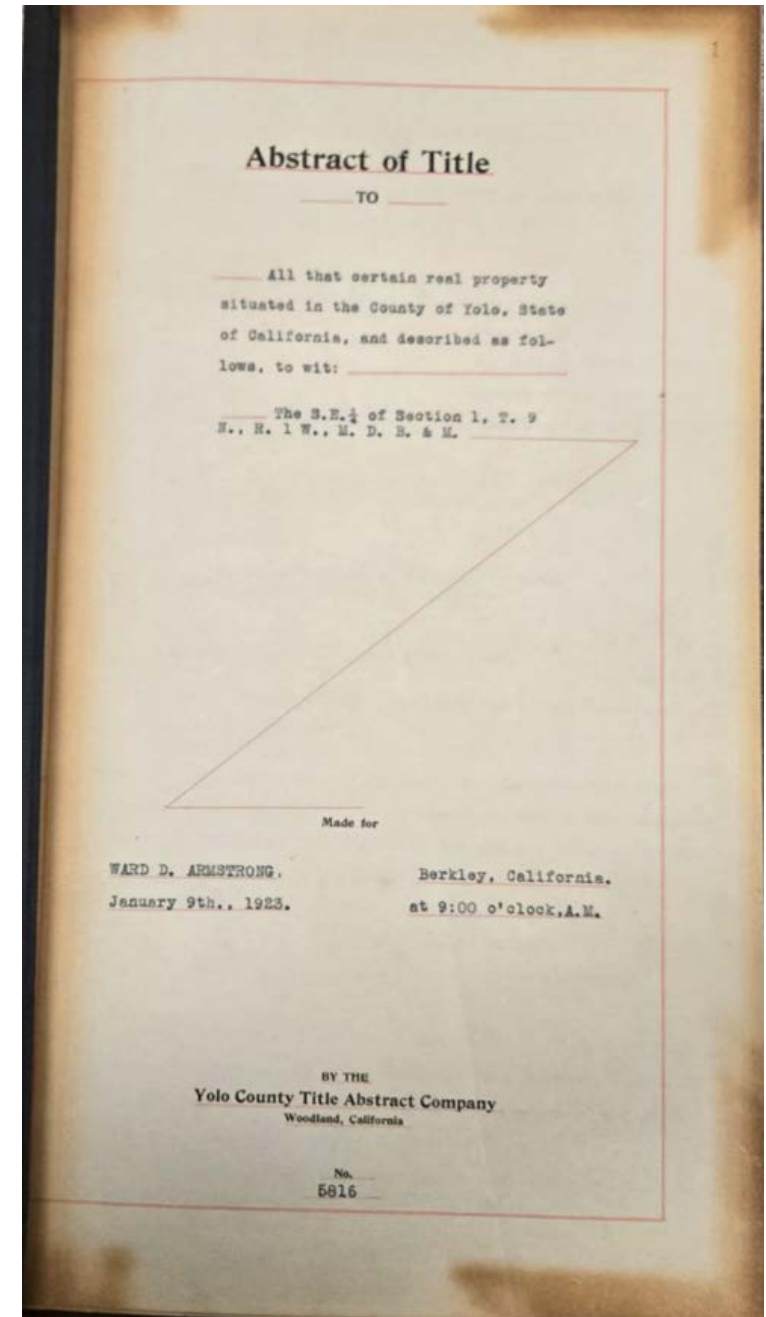 1
Abstract of Title
TO
All that certain real property
situated in the County of Yolo, State
of California, and described as fol-
lows, to wit:
The S.E.¼ of Section 1, T. 9
N., R. 1 W., M. D. B. & M.
Made for
WARD D. ARMSTRONG.
Berkley, California.
January 9th., 1923.
at 9:00 o'clock,A.M.
BY THE
Yolo County Title Abstract Company
Woodland, California
No.
5816